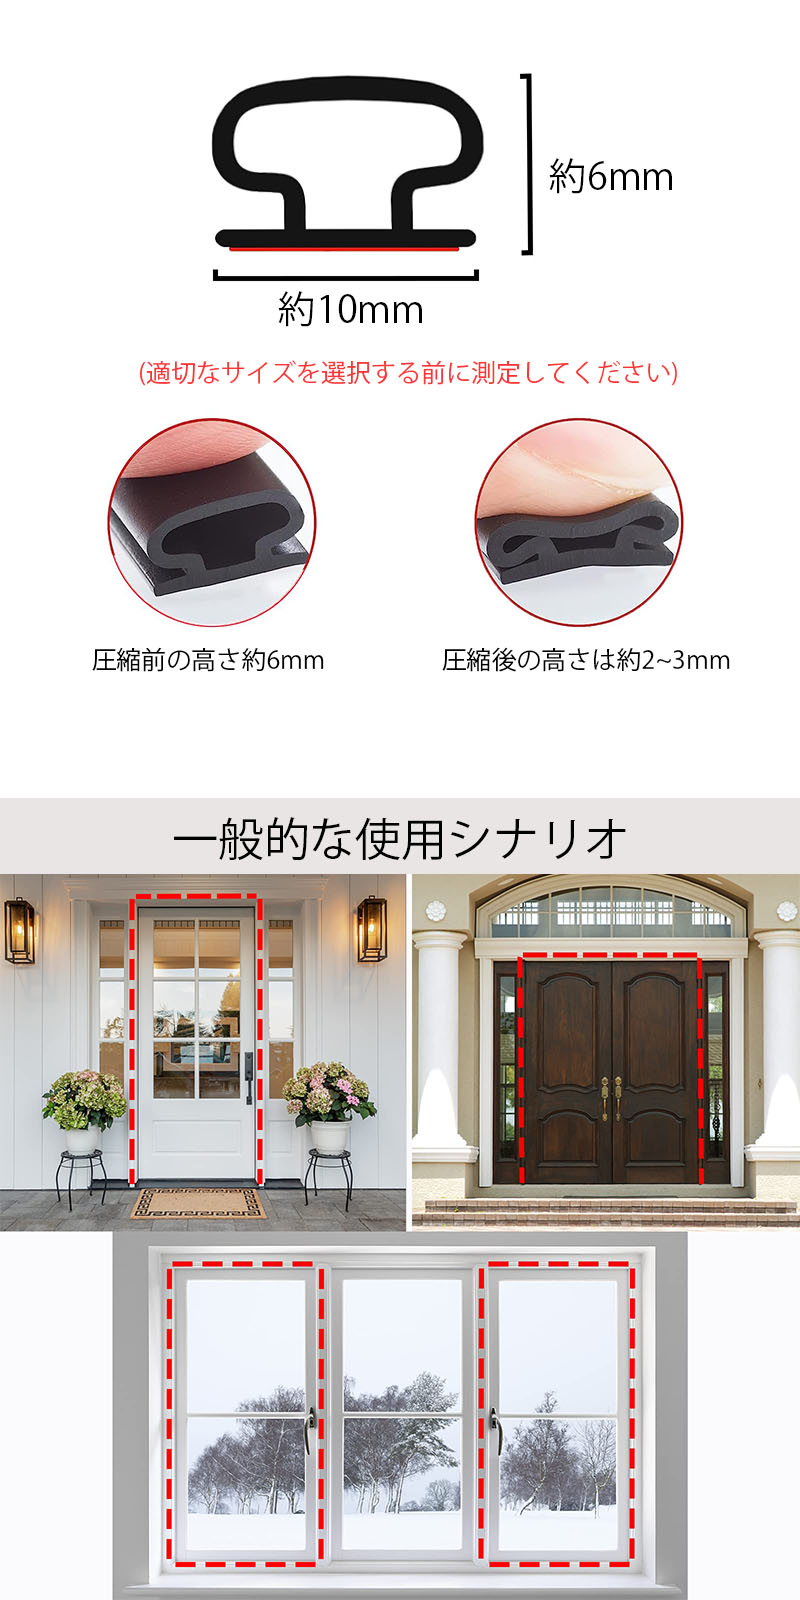 約6mm
約10mm
(適切なサイズを選択する前に測定してください)
圧縮前の高さ約6mm
圧縮後の高さは約2~3mm
一般的な使用シナリオ